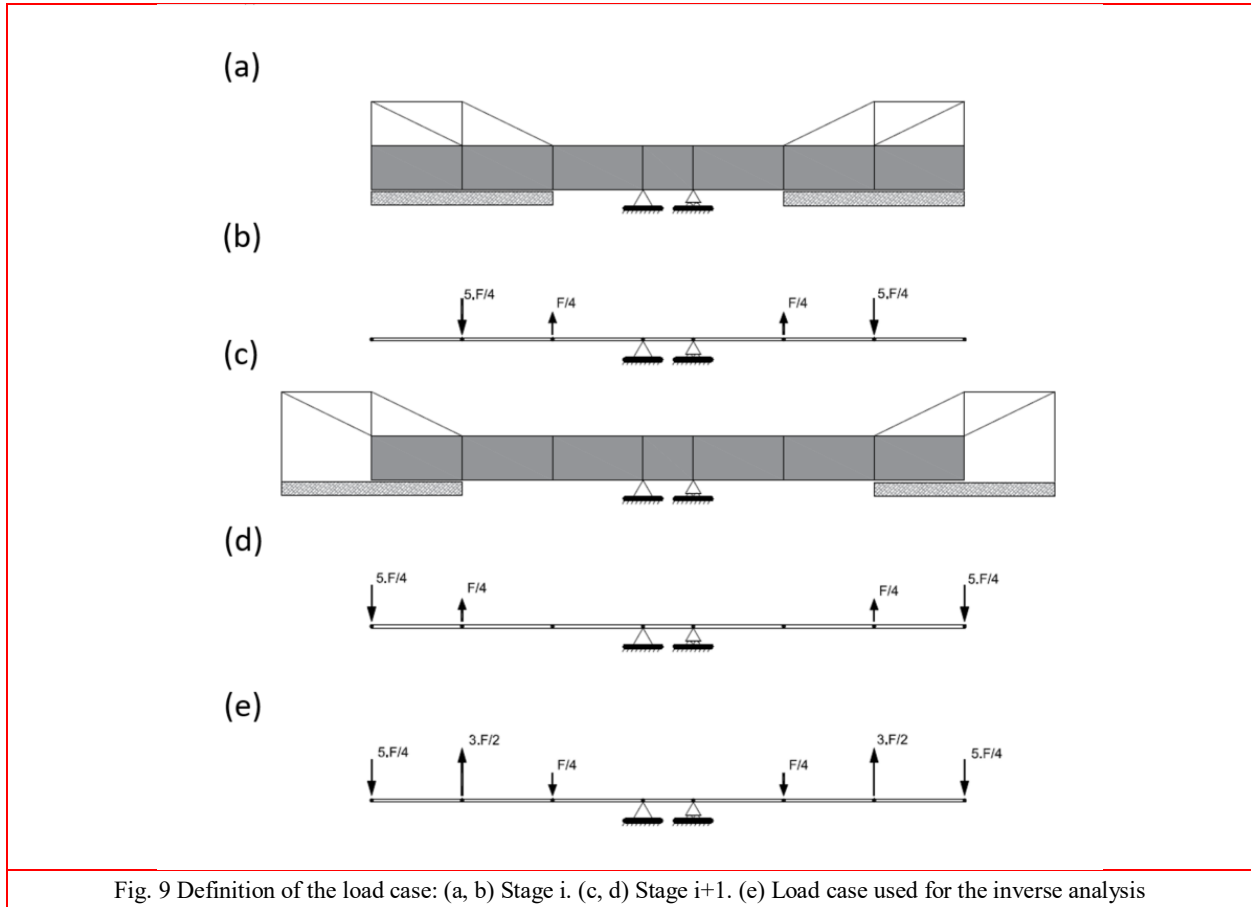 (a)
(b)
5.F/4
F/4
F/4
5.F/4
(c)
(d)
5.F/4
F/4
F/4
5.F/4
(e)
5.F/4
3.F/2
F/4
F/4
3.F/2
5.F/4
Fig. 9 Definition of the load case: (a, b) Stage i. (c, d) Stage i+1. (e) Load case used for the inverse analysis